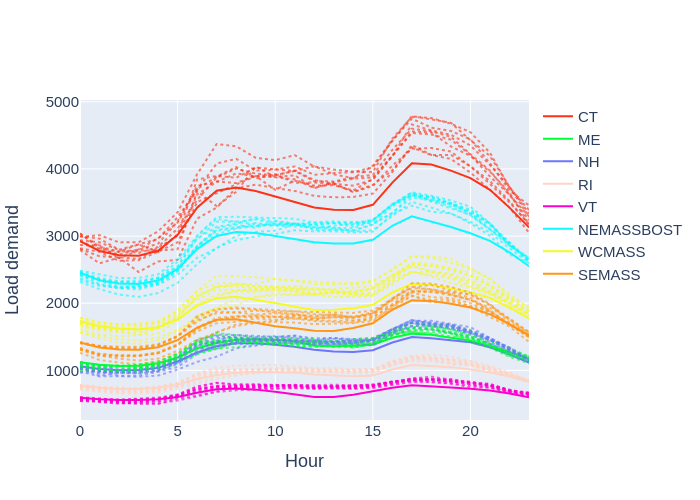 5000
4000
3000
2000
1000
0
5
10
15
20
Hour
Load demand
CT
ME
NH
RI
VT
NEMASSBOST
WCMASS
SEMASS